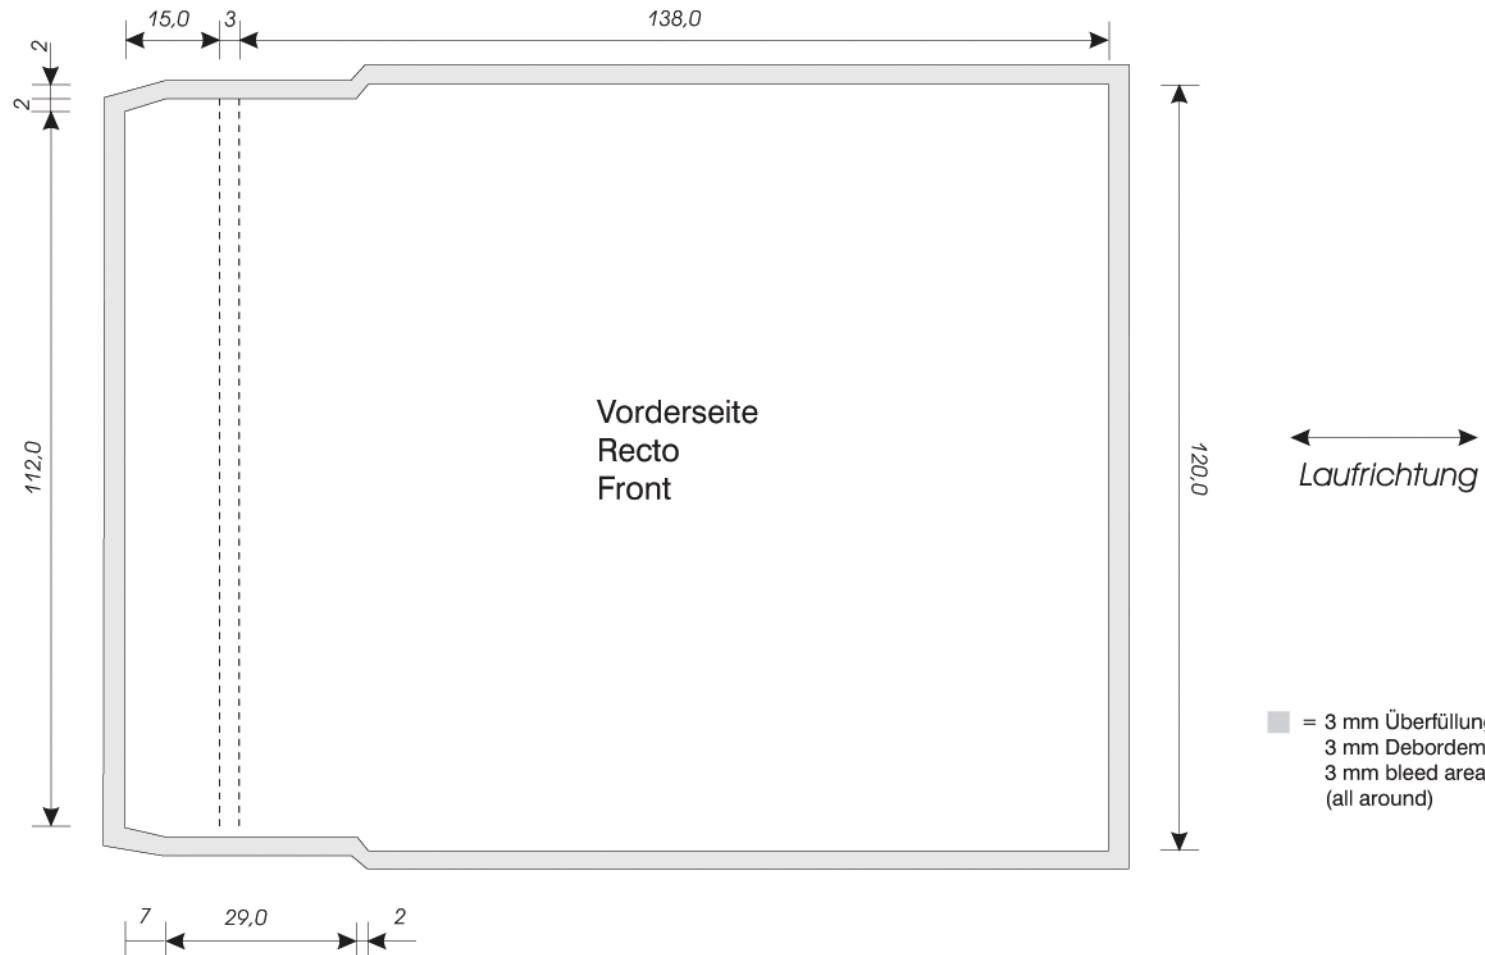 15,0
3
138,0
2
2
112,0
Vorderseite
Recto
Front
120,0
Laufrichtung
= 3 mm Überfüllung
3 mm Debordem
3 mm bleed area
(all around)
7
29,0
2